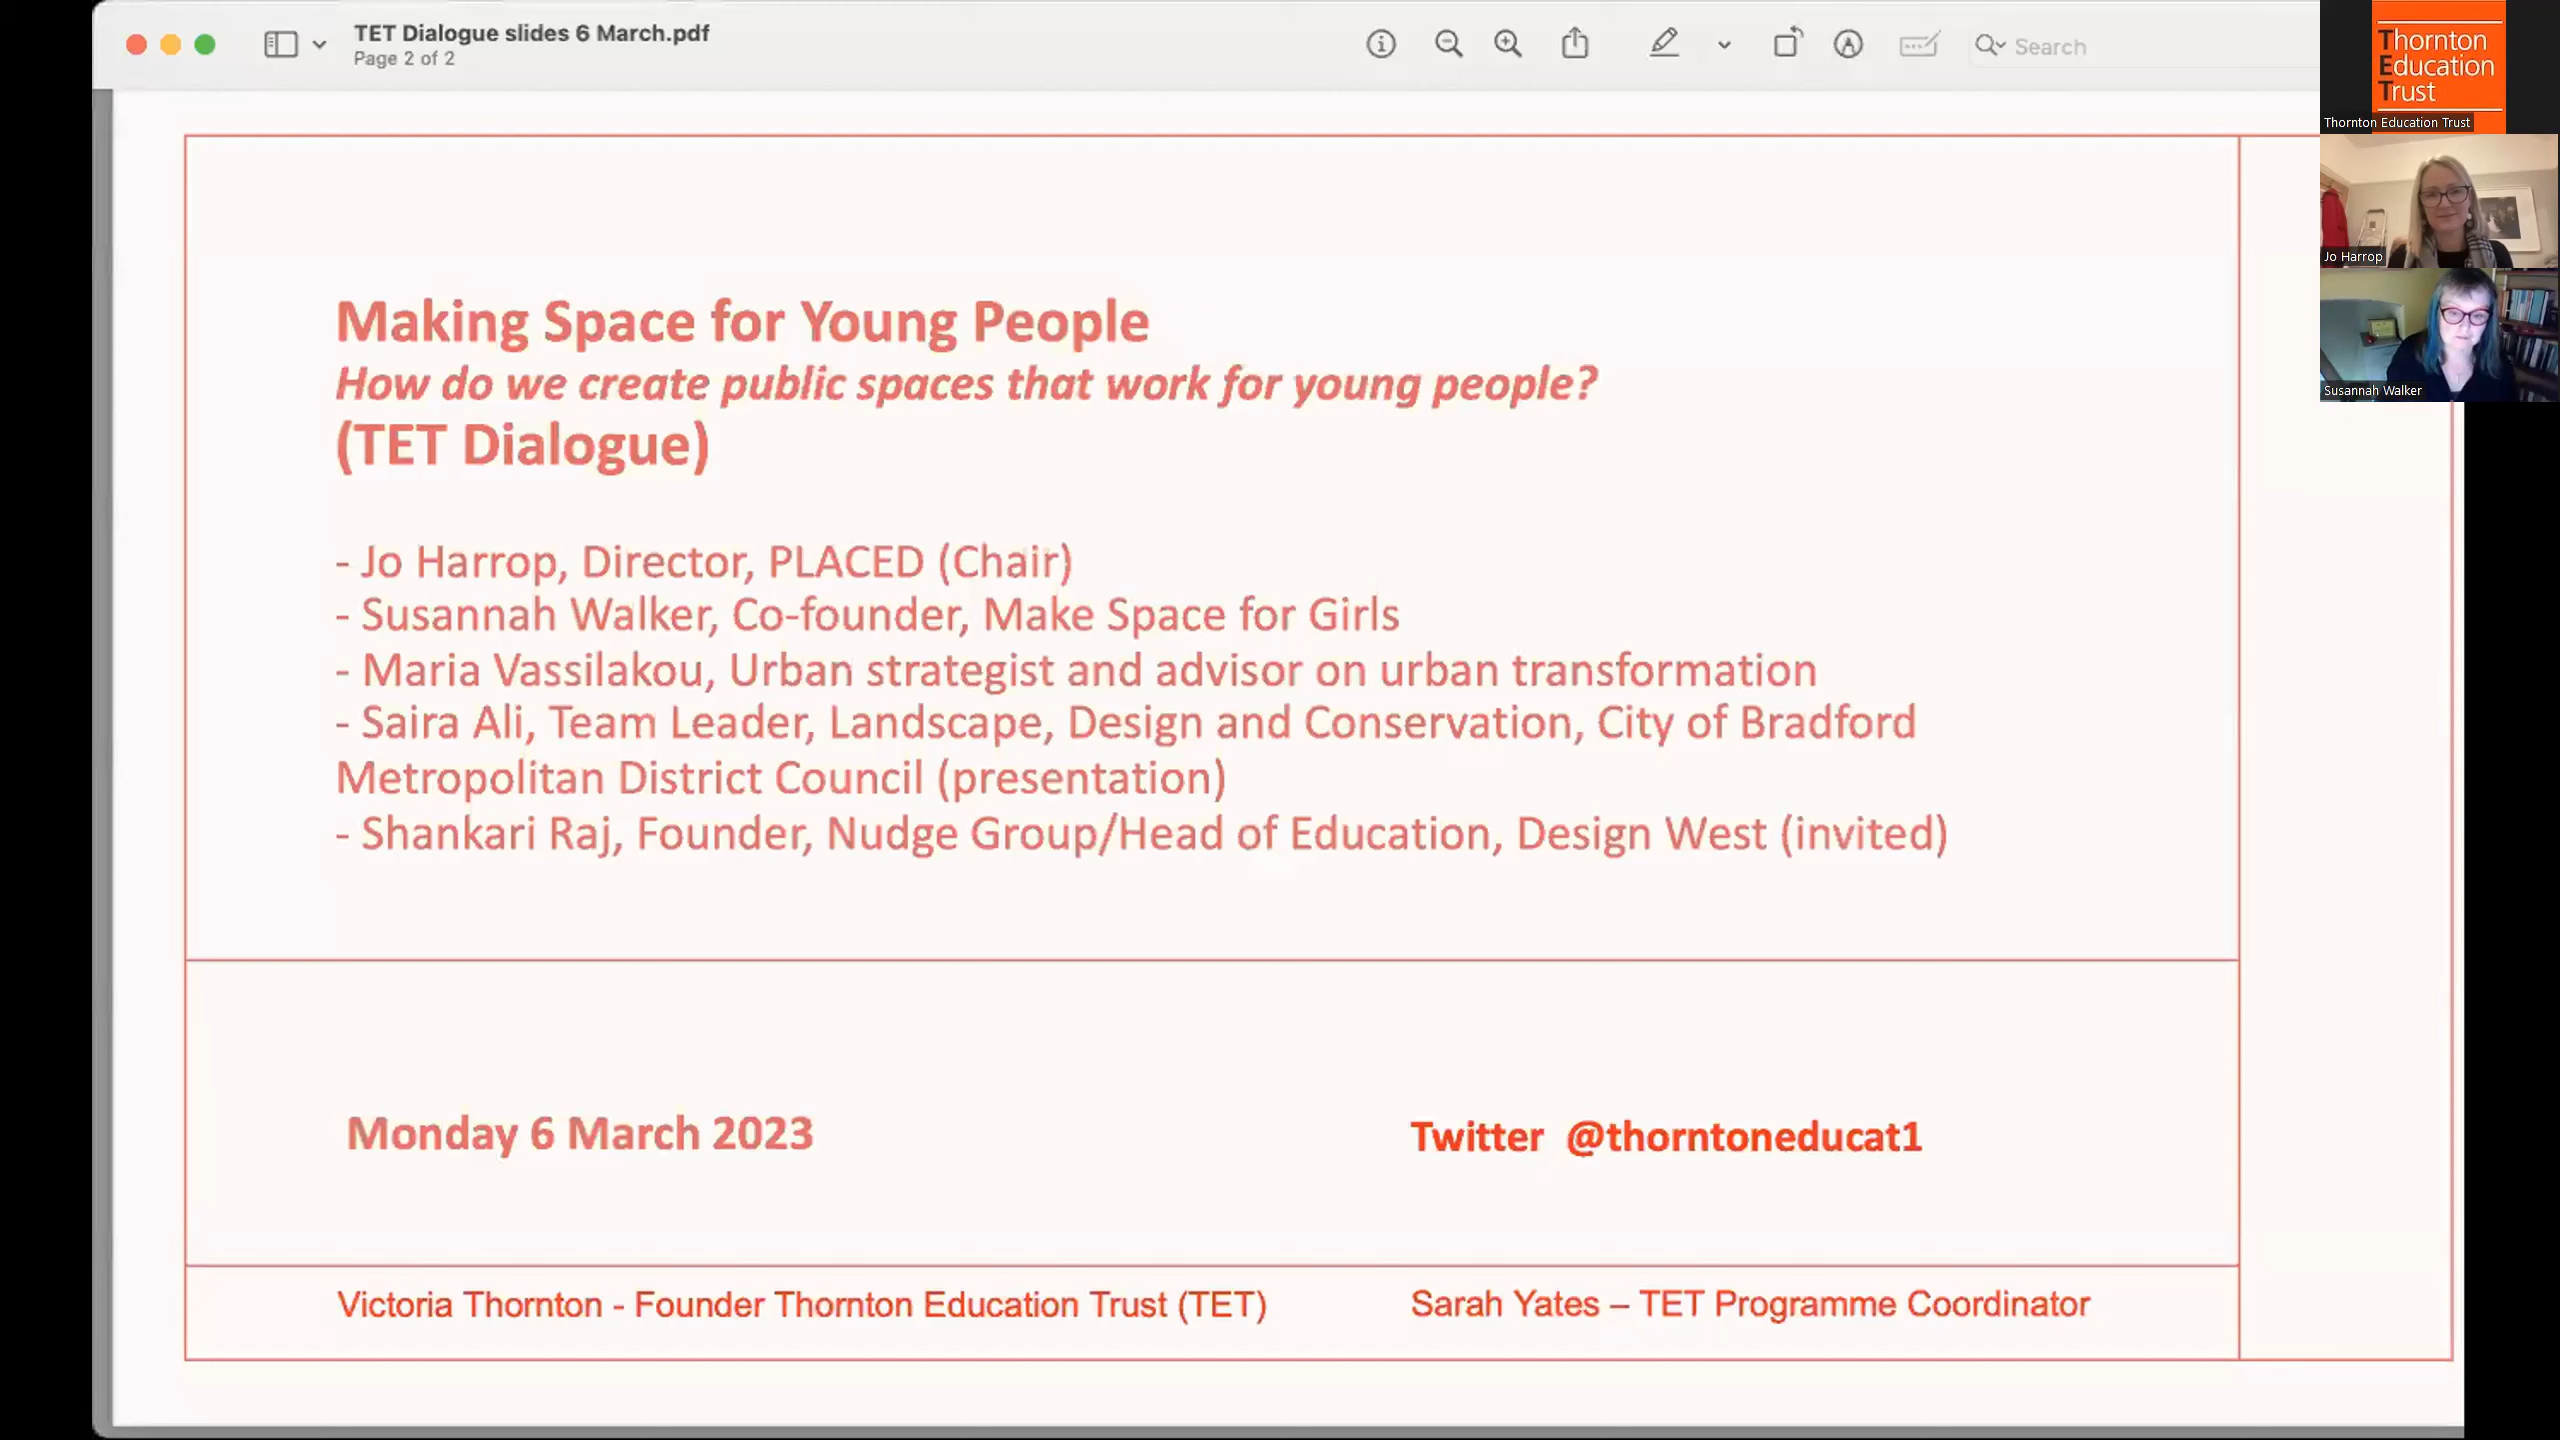 TET Dialogue slides 6 March.pdf
Page 2 of 2
Search
Thornton
Education
Trust
Thornton Education Trust
Jo Harrop
Susannah Walker
Making Space for Young People
How do we create public spaces that work for young people?
(TET Dialogue)
- Jo Harrop, Director, PLACED (Chair)
- Susannah Walker, Co-founder, Make Space for Girls
- Maria Vassilakou, Urban strategist and advisor on urban transformation
- Saira Ali, Team Leader, Landscape, Design and Conservation, City of Bradford
Metropolitan District Council (presentation)
- Shankari Raj, Founder, Nudge Group/Head of Education, Design West (invited)
Monday 6 March 2023
Twitter @thorntoneducat1
Victoria Thornton - Founder Thornton Education Trust (TET)
Sarah Yates – TET Programme Coordinator